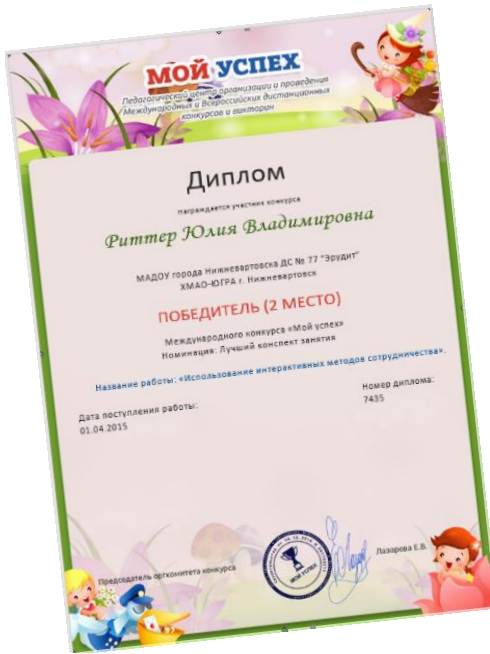 МОЙ УСПЕХ
Педагогический центр организации и проведения
Международных и Всероссийских дистанционных
конкурсов и викторин
Диплом
Награждается участник конкурса
Риттер Юлия Владимировна
МАДОУ города Нижневартовска ДС № 77 "Эрудит"
ХМАО-ЮГРА г. Нижневартовск
ПОБЕДИТЕЛЬ (2 МЕСТО)
Международного конкурса «Мой успех»
Номинация: Лучший конспект занятия
Название работы: «Использование интерактивных методов сотрудничества».
Дата поступления работы:
01.04.2015
Номер диплома:
7435
Председатель оргкомитета конкурса
МОЙ УСПЕХ
Лазарева Е.В.